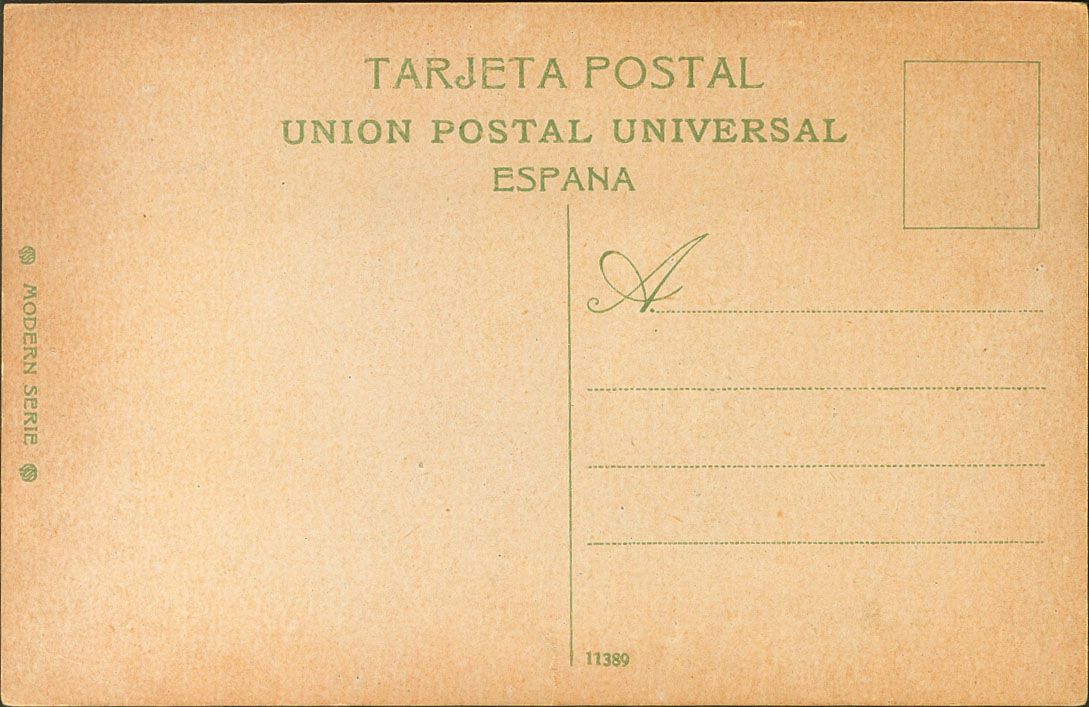 TARJETA POSTAL
UNION POSTAL UNIVERSAL
ESPANA
A
MODERN SERIE
11389